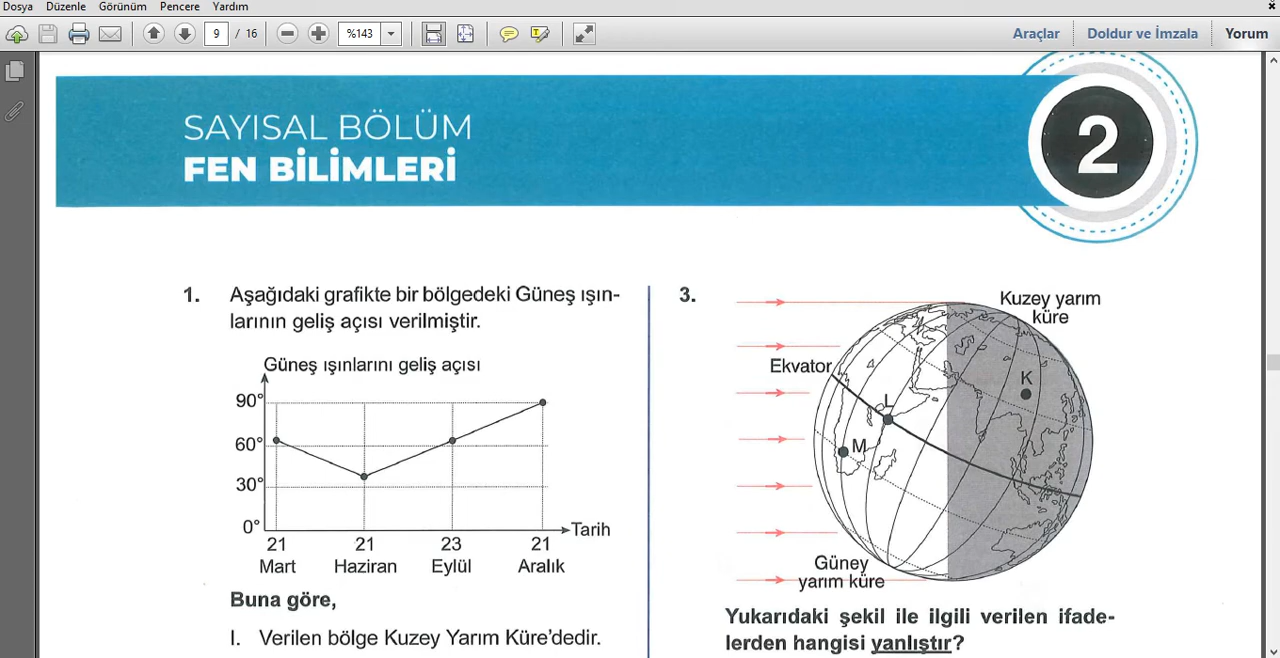 Dosya Düzenle Görünüm Pencere Yardım
9 / 16 %143 Araçlar Doldur ve İmzala Yorum
SAYISAL BÖLÜM
FEN BİLİMLERİ
2
1. Aşağıdaki grafikte bir bölgedeki Güneş ışın-
larının geliş açısı verilmiştir.
Güneş ışınlarını geliş açısı
90°
60°
30°
0°
Tarih
21 21 23 21
Mart Haziran Eylül Aralık
Buna göre,
I. Verilen bölge Kuzey Yarım Küre'dedir.
3.
Kuzey yarım
küre
Ekvator
K
L
M
Güney
yarım küre
Yukarıdaki şekil ile ilgili verilen ifade-
lerden hangisi yanlıştır?